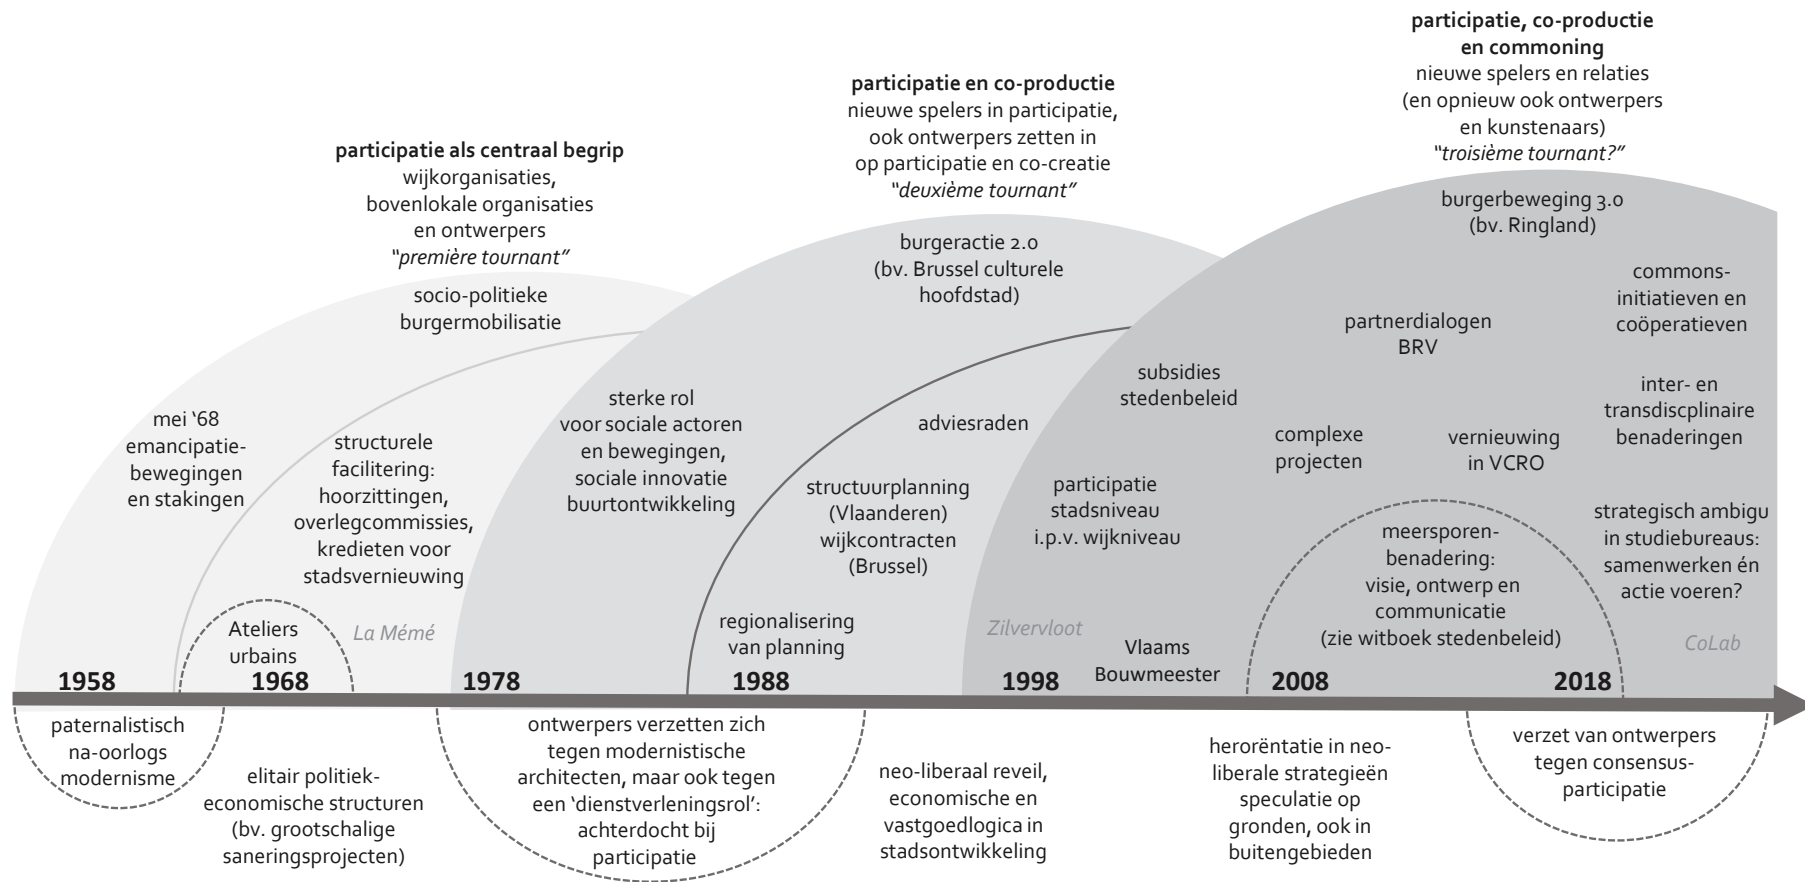 participatie als centraal begrip
wijkorganisaties,
bovenlokale organisaties
en ontwerpers
“première tournant”
participatie en co-productie
nieuwe spelers in participatie,
ook ontwerpers zetten in
op participatie en co-creatie
“deuxième tournant”
participatie, co-productie
en commoning
nieuwe spelers en relaties
(en opnieuw ook ontwerpers
en kunstenaars)
“troisième tournant?”
socio-politieke
burgermobilisatie
mei ‘68
emancipatie-
bewegingen
en stakingen
structurele
facilitering:
hoorzittingen,
overlegcommissies,
kredieten voor
stadsvernieuwing
Ateliers
urbains
La Mémé
burgeractie 2.0
(bv. Brussel culturele
hoofdstad)
sterke rol
voor sociale actoren
en bewegingen,
sociale innovatie
buurtontwikkeling
adviesraden
structuurplanning
(Vlaanderen)
wijkcontracten
(Brussel)
regionalisering
van planning
burgerbeweging 3.0
(bv. Ringland)
commons-
initiatieven en
coöperatieven
partnerdialogen
BRV
subsidies
stedenbeleid
inter- en
transdiscplinaire
benaderingen
complexe
projecten
vernieuwing
in VCRO
participatie
stadsniveau
i.p.v. wijkniveau
meersporen-
benadering:
visie, ontwerp en
communicatie
(zie witboek stedenbeleid)
strategisch ambigu
in studiebureaus:
samenwerken én
actie voeren?
Zilvervloot
Vlaams
Bouwmeester
CoLab
1958
1968
1978
1988
1998
2008
2018
paternalistisch
na-oorlogs
modernisme
elitair politiek-
economische structuren
(bv. grootschalige
saneringsprojecten)
ontwerpers verzetten zich
tegen modernistische
architecten, maar ook tegen
een ‘dienstverleningsrol’:
achterdocht bij
participatie
neo-liberaal reveil,
economische en
vastgoedlogica in
stadsontwikkeling
herorëntatie in neo-
liberale strategieën
speculatie op
gronden, ook in
buitengebieden
verzet van ontwerpers
tegen consensus-
participatie